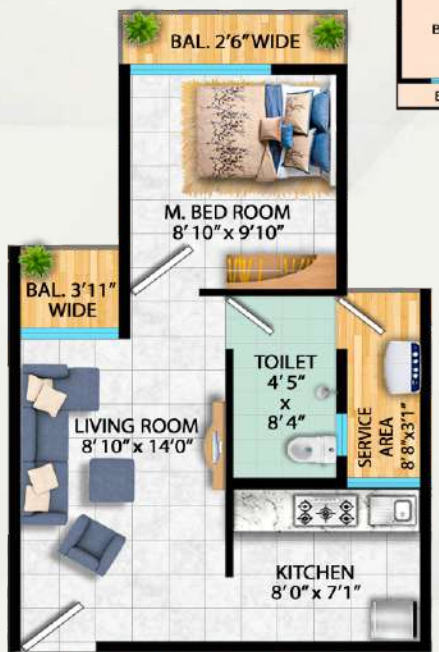 BAL. 2'6" WIDE
M. BED ROOM
8' 10" x 9'10"
BAL. 3'11"
WIDE
TOILET
4' 5"
x
8' 4"
LIVING ROOM
8' 10" x 14'0"
SERVICE
AREA
8'8"x3'1"
KITCHEN
8' 0" x 7'1"